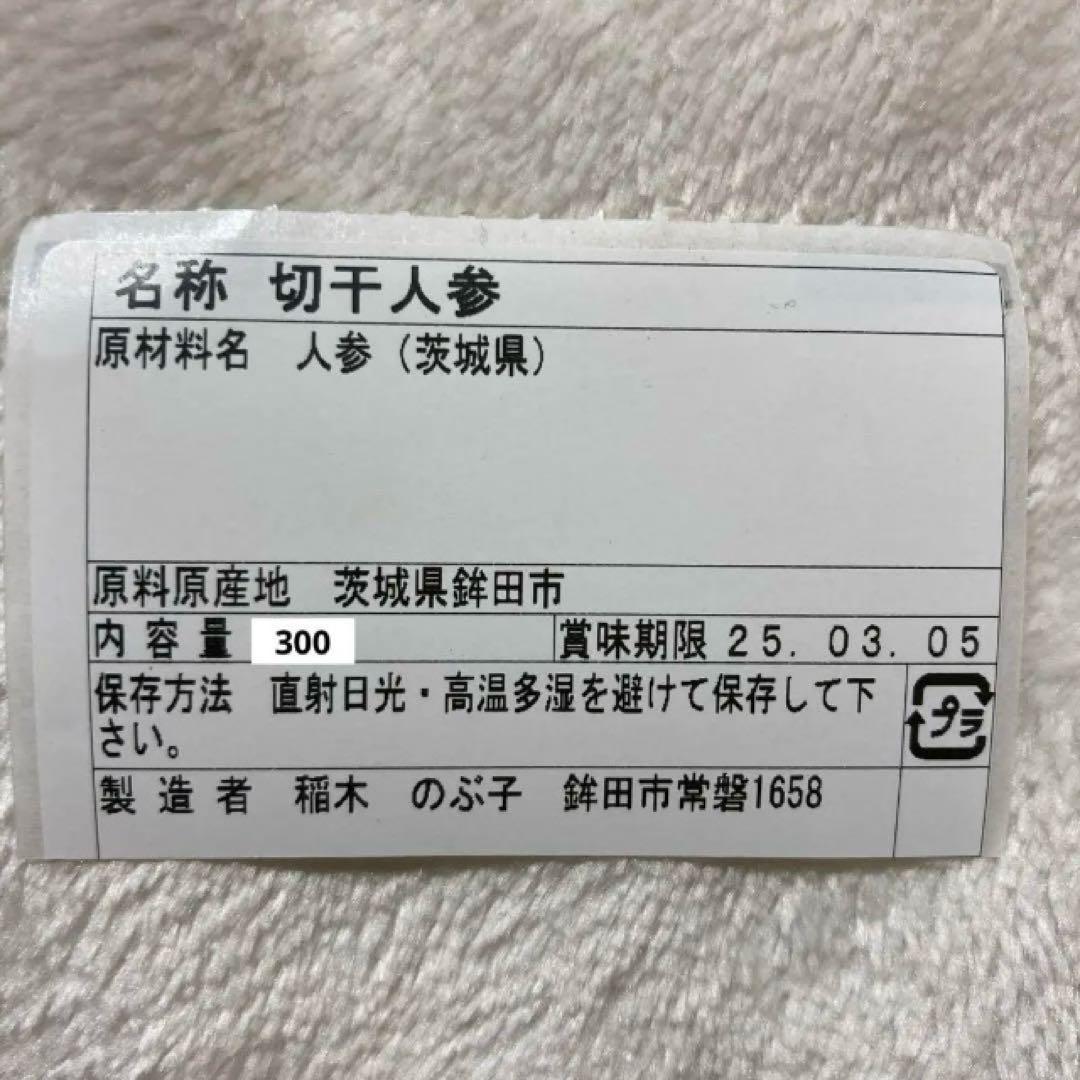 名称 切干人参
原材料名 人参（茨城県）
原料原産地 茨城県鉾田市
内容量 300 賞味期限 25. 03. 05
保存方法 直射日光・高温多湿を避けて保存して下
さい。
プラ
製造者 稲木 のぶ子 鉾田市常磐1658